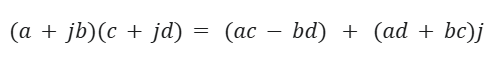 (a + jb)(c + jd) = (ac − bd) + (ad + bc)j